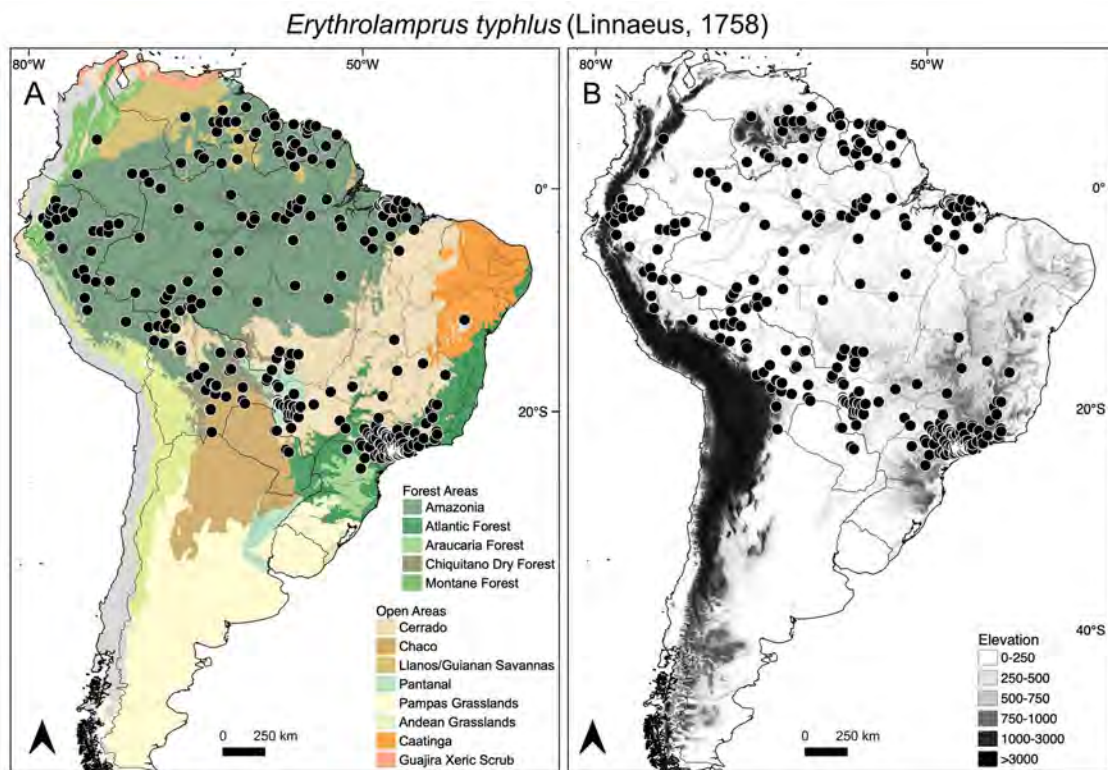 Erythrolamprus typhlus (Linnaeus, 1758)
80°W
50°W
A
0°
20°S
Forest Areas
Amazonia
Atlantic Forest
Araucaria Forest
Chiquitano Dry Forest
Montane Forest
Open Areas
Cerrado
Chaco
Llanos/Guianan Savannas
Pantanal
Pampas Grasslands
Andean Grasslands
Caatinga
Guajira Xeric Scrub
0 250 km
80°W
50°W
B
0°
20°S
40°S
Elevation
0-250
250-500
500-750
750-1000
1000-3000
>3000
0 250 km